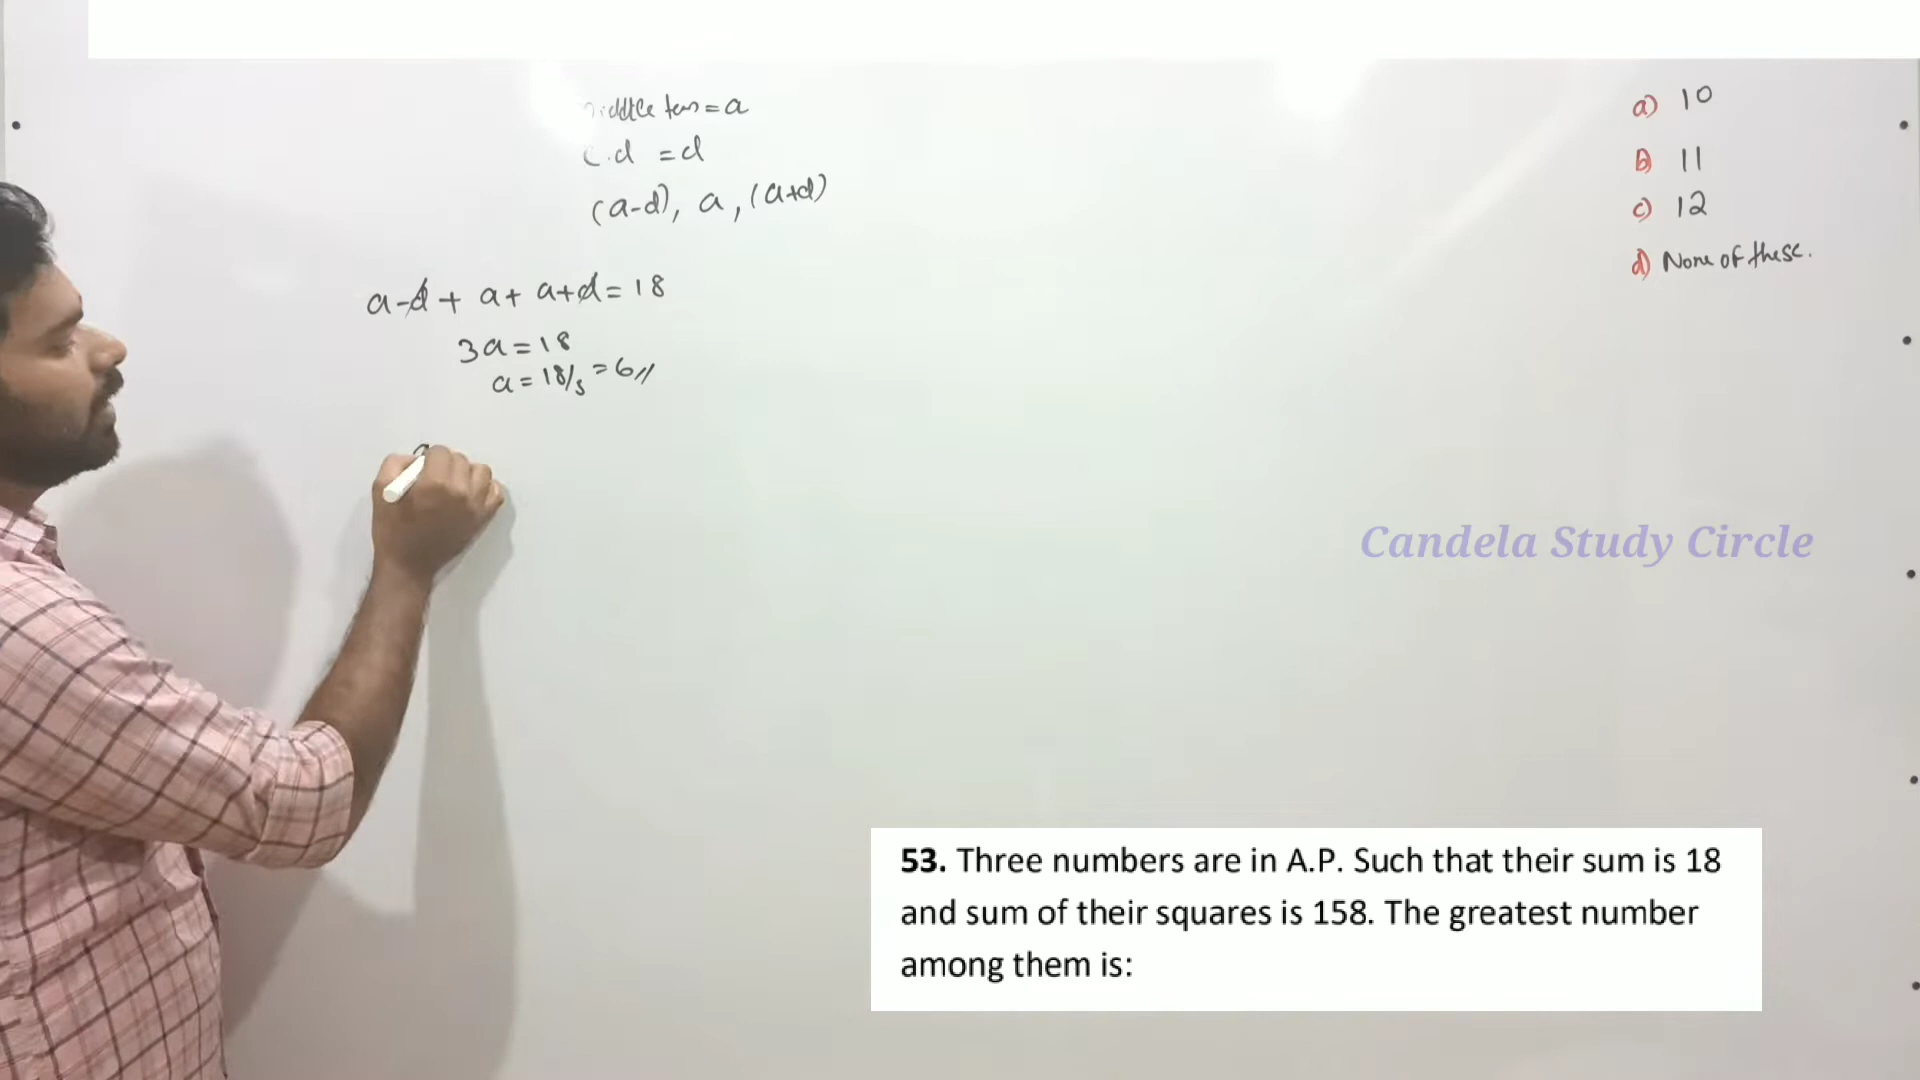 middle term = a
C.d = d
(a-d), a, (a+d)
a-d + a + a+d = 18
3a = 18
a = 18/3 = 6//
a) 10
b) 11
c) 12
d) None of these.
Candela Study Circle
53. Three numbers are in A.P. Such that their sum is 18
and sum of their squares is 158. The greatest number
among them is: